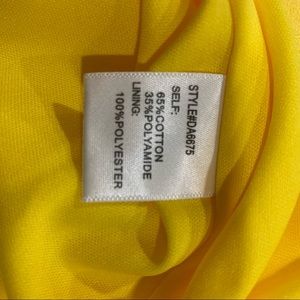 STYLE#DA6675
SELF:
65%COTTON
35%POLYAMIDE
LINING:
100%POLYESTER